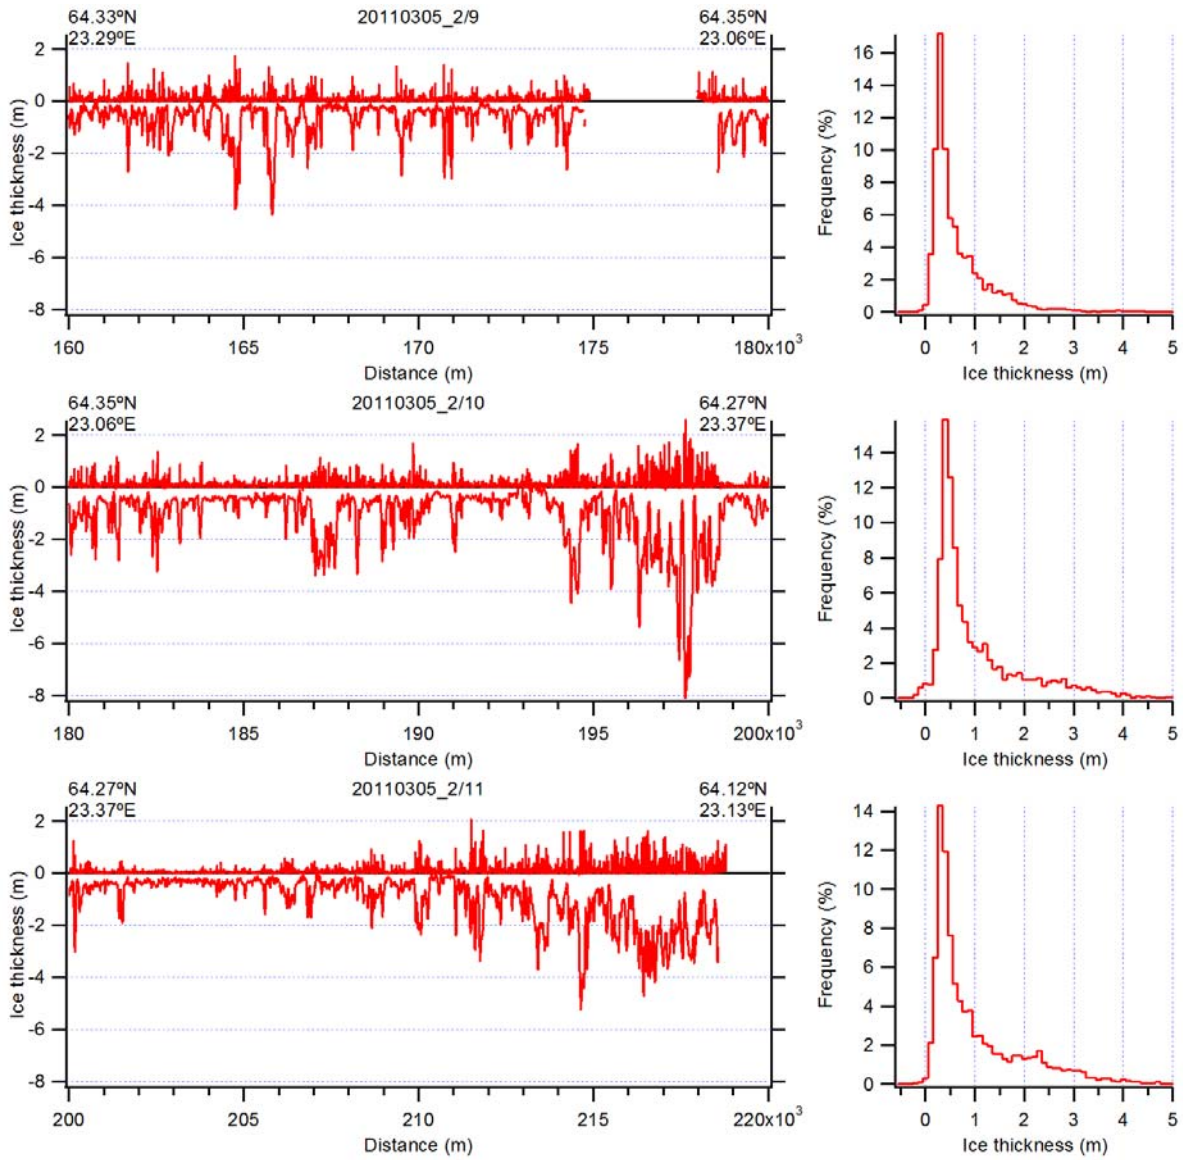 64.33ºN 20110305_2/9 64.35ºN
23.29ºE 23.06ºE
Ice thickness (m)
2
0
-2
-4
-6
-8
160 165 170 175 180x10³
Distance (m)
Frequency (%)
16
14
12
10
8
6
4
2
0
0 1 2 3 4 5
Ice thickness (m)
64.35ºN 20110305_2/10 64.27ºN
23.06ºE 23.37ºE
Ice thickness (m)
2
0
-2
-4
-6
-8
180 185 190 195 200x10³
Distance (m)
Frequency (%)
14
12
10
8
6
4
2
0
0 1 2 3 4 5
Ice thickness (m)
64.27ºN 20110305_2/11 64.12ºN
23.37ºE 23.13ºE
Ice thickness (m)
2
0
-2
-4
-6
-8
200 205 210 215 220x10³
Distance (m)
Frequency (%)
14
12
10
8
6
4
2
0
0 1 2 3 4 5
Ice thickness (m)